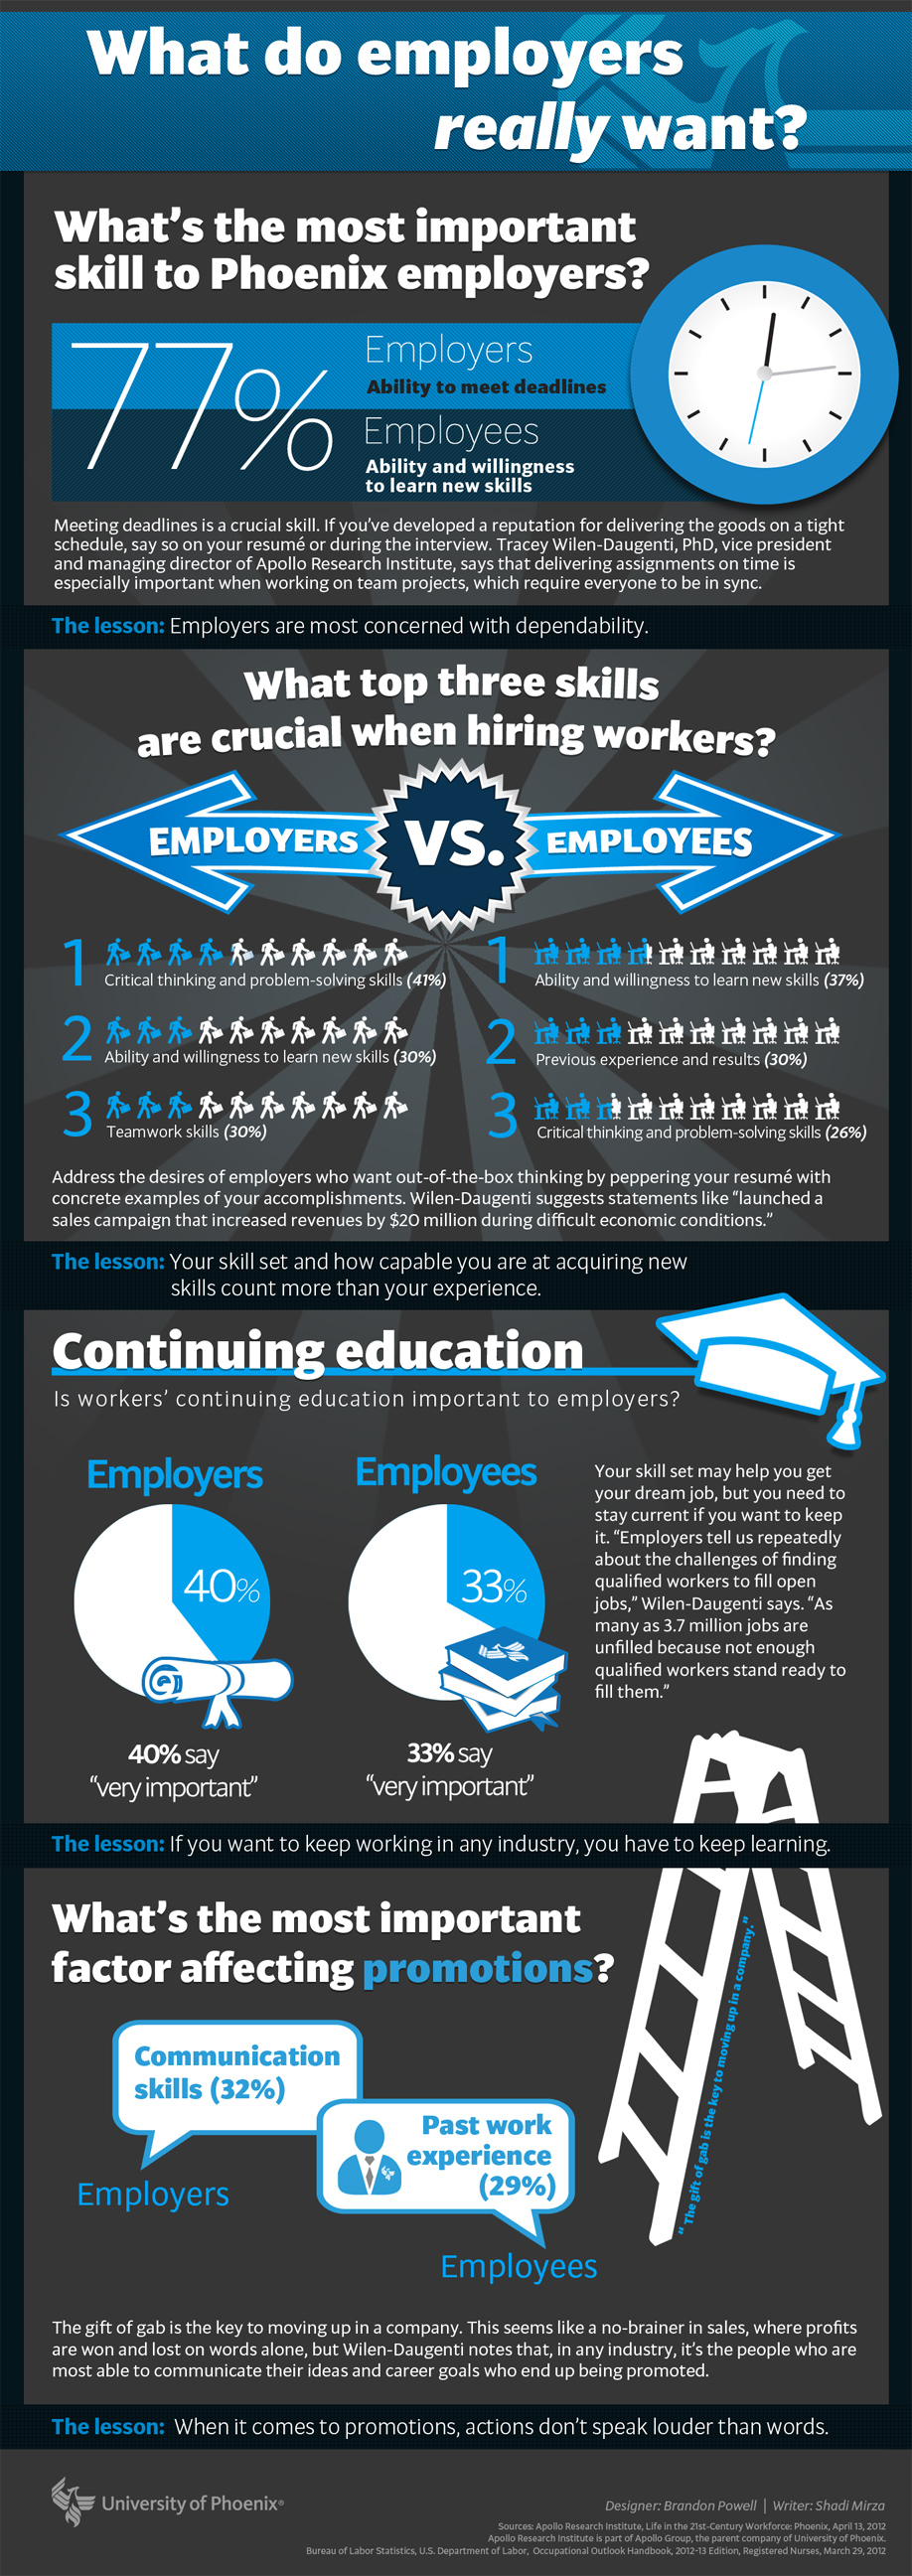 What do employers
really want?
What's the most important
skill to Phoenix employers?
77%
Employers
Ability to meet deadlines
Employees
Ability and willingness
to learn new skills
Meeting deadlines is a crucial skill. If you've developed a reputation for delivering the goods on a tight
schedule, say so on your resumé or during the interview. Tracey Wilen-Daugenti, PhD, vice president
and managing director of Apollo Research Institute, says that delivering assignments on time is
especially important when working on team projects, which require everyone to be in sync.
The lesson: Employers are most concerned with dependability.
What top three skills
are crucial when hiring workers?
EMPLOYERS VS. EMPLOYEES
1
Critical thinking and problem-solving skills (41%)
2
Ability and willingness to learn new skills (30%)
3
Teamwork skills (30%)
1
Ability and willingness to learn new skills (37%)
2
Previous experience and results (30%)
3
Critical thinking and problem-solving skills (26%)
Address the desires of employers who want out-of-the-box thinking by peppering your resumé with
concrete examples of your accomplishments. Wilen-Daugenti suggests statements like “launched a
sales campaign that increased revenues by $20 million during difficult economic conditions.”
The lesson: Your skill set and how capable you are at acquiring new
skills count more than your experience.
Continuing education
Is workers' continuing education important to employers?
Employers
40%
40% say
“very important”
Employees
33%
33% say
“very important”
Your skill set may help you get
your dream job, but you need to
stay current if you want to keep
it. “Employers tell us repeatedly
about the challenges of finding
qualified workers to fill open
jobs,” Wilen-Daugenti says. “As
many as 3.7 million jobs are
unfilled because not enough
qualified workers stand ready to
fill them.”
The lesson: If you want to keep working in any industry, you have to keep learning.
What's the most important
factor affecting promotions?
Communication
skills (32%)
Employers
Past work
experience
(29%)
Employees
“The gift of gab is the key to moving up in a company.”
The gift of gab is the key to moving up in a company. This seems like a no-brainer in sales, where profits
are won and lost on words alone, but Wilen-Daugenti notes that, in any industry, it's the people who are
most able to communicate their ideas and career goals who end up being promoted.
The lesson: When it comes to promotions, actions don't speak louder than words.
University of Phoenix®
Designer: Brandon Powell | Writer: Shadi Mirza
Sources: Apollo Research Institute, Life in the 21st-Century Workforce: Phoenix, April 13, 2012
Apollo Research Institute is part of Apollo Group, the parent company of University of Phoenix.
Bureau of Labor Statistics, U.S. Department of Labor, Occupational Outlook Handbook, 2012-13 Edition, Registered Nurses, March 29, 2012